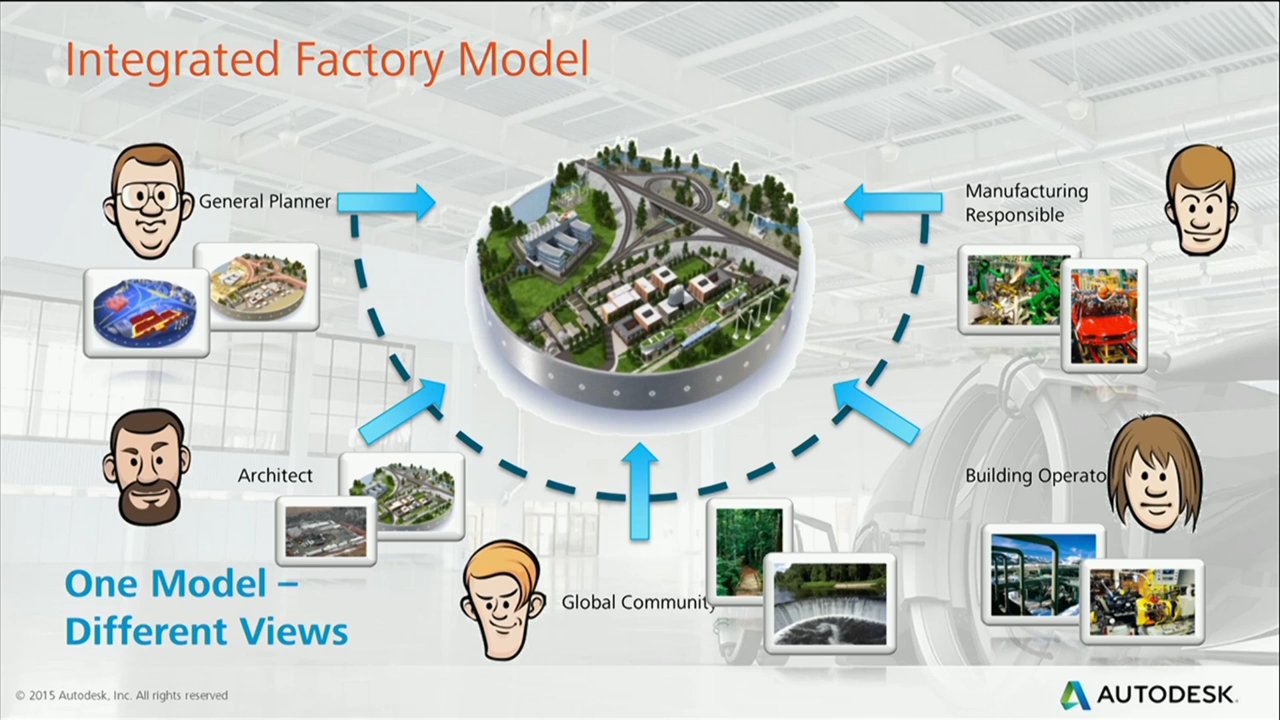 Integrated Factory Model
General Planner
Manufacturing
Responsible
Architect
Building Operato
Global Community
One Model –
Different Views
© 2015 Autodesk, Inc. All rights reserved
AUTODESK.